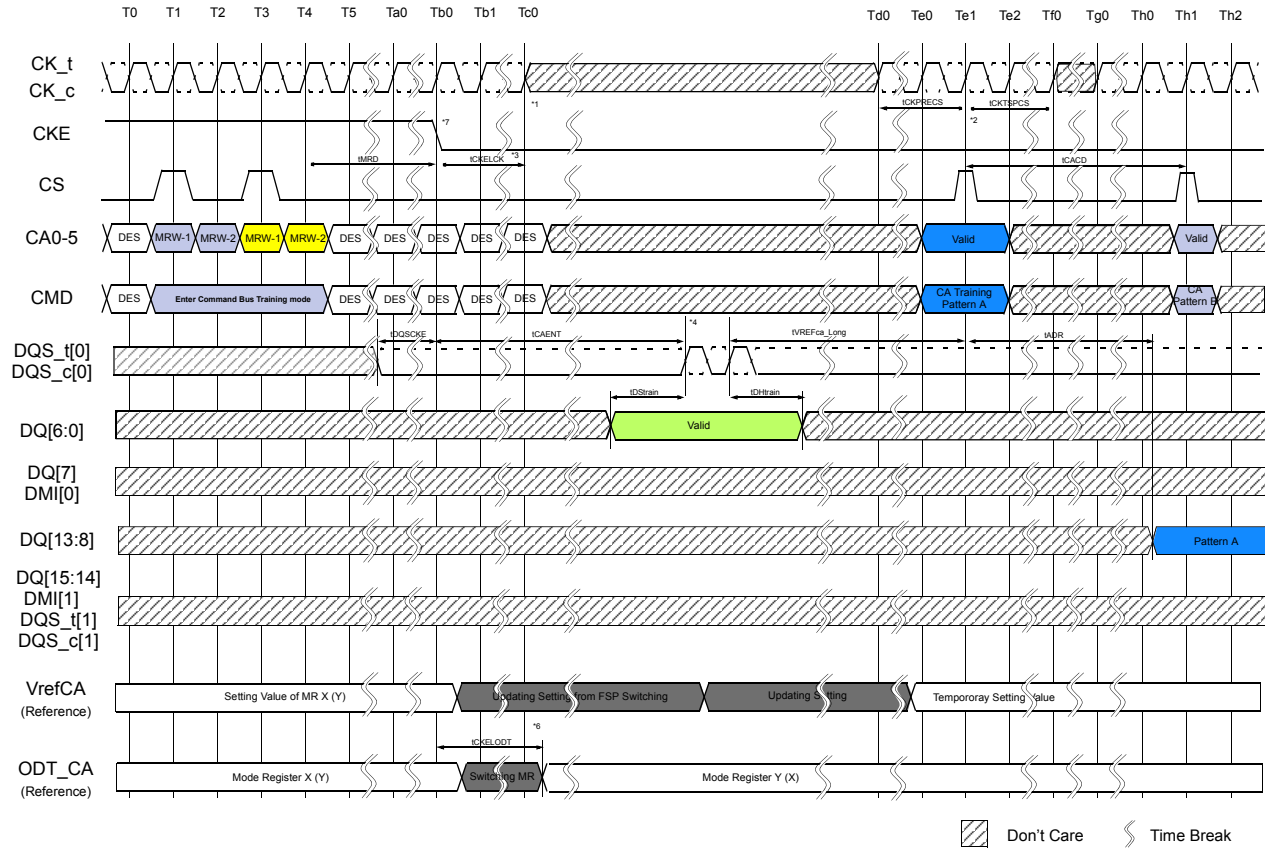 T0 T1 T2 T3 T4 T5 Ta0 Tb0 Tb1 Tc0 Td0 Te0 Te1 Te2 Tf0 Tg0 Th0 Th1 Th2
CK_t
CK_c
*1 tCKPRECS *2 tCKTSPCS
CKE
*7
tMRD tCKELCK *3 tCACD
CS
CA0-5
DES MRW-1 MRW-2 MRW-1 MRW-2 DES DES DES DES DES Valid Valid
CMD
DES Enter Command Bus Training mode DES DES DES DES DES CA Training Pattern A CA Pattern B
tDQSCKE tCAENT *4 tVREFca_Long tADR
DQS_t[0]
DQS_c[0]
tDStrain tDHtrain
DQ[6:0]
Valid
DQ[7]
DMI[0]
DQ[13:8]
Pattern A
DQ[15:14]
DMI[1]
DQS_t[1]
DQS_c[1]
VrefCA
(Reference)
Setting Value of MR X (Y) Updating Setting from FSP Switching Updating Setting Tempororay Setting Value
*6
tCKELODT
ODT_CA
(Reference)
Mode Register X (Y) Switching MR Mode Register Y (X)
Don't Care Time Break